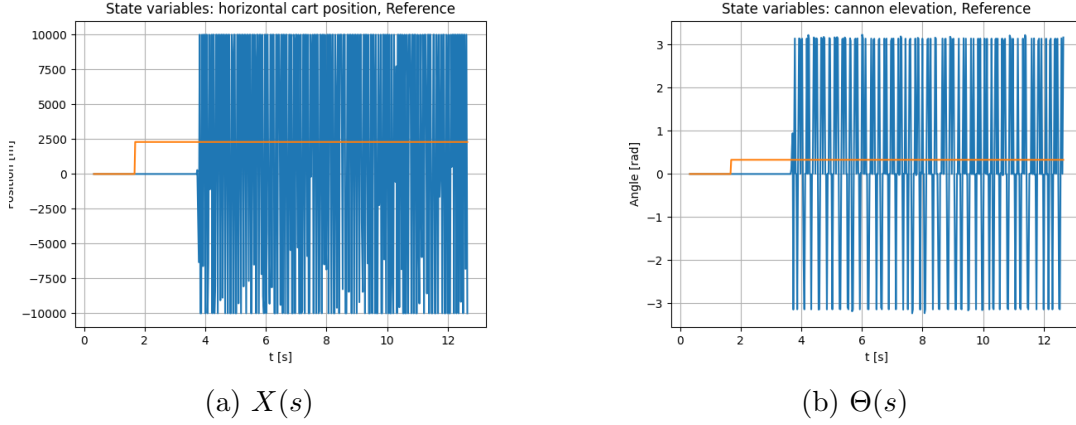 State variables: horizontal cart position, Reference
10000
7500
5000
2500
0
−2500
−5000
−7500
−10000
Position [m]
0 2 4 6 8 10 12
t [s]
(a) X(s)
State variables: cannon elevation, Reference
3
2
1
0
−1
−2
−3
Angle [rad]
0 2 4 6 8 10 12
t [s]
(b) Θ(s)